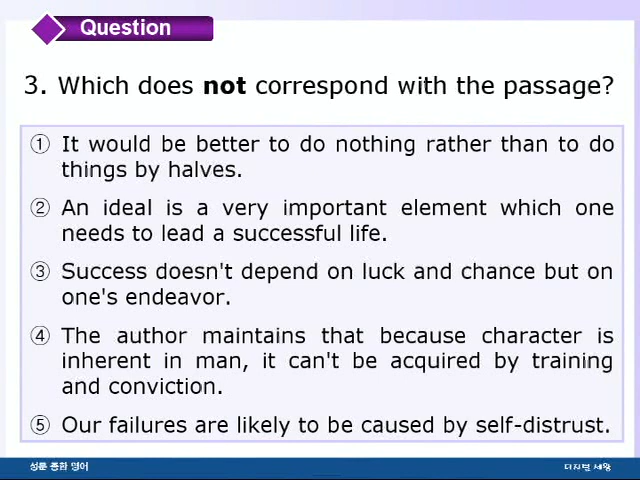 Question
3. Which does not correspond with the passage?
① It would be better to do nothing rather than to do
things by halves.
② An ideal is a very important element which one
needs to lead a successful life.
③ Success doesn't depend on luck and chance but on
one's endeavor.
④ The author maintains that because character is
inherent in man, it can't be acquired by training
and conviction.
⑤ Our failures are likely to be caused by self-distrust.
성문 종합 영어
디지털 세왕